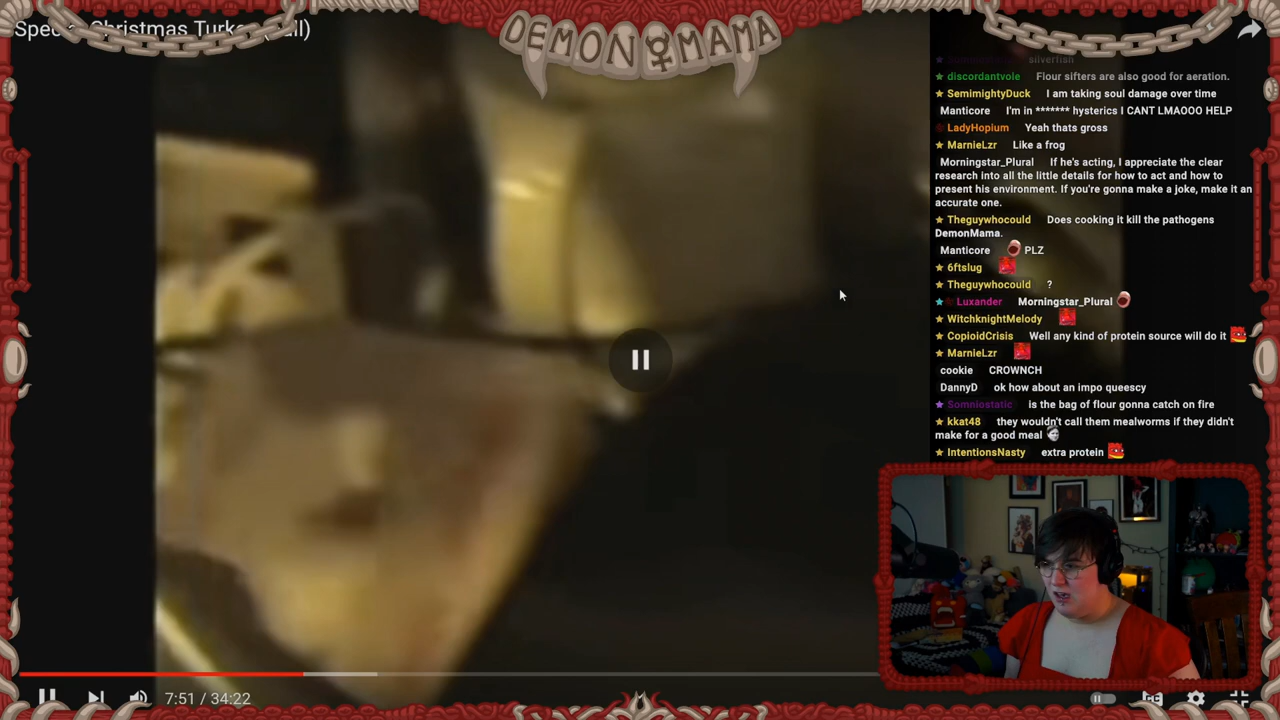 Special Christmas Turkey (Full)
DEMON MAMA
silverfish
discordantvole Flour sifters are also good for aeration.
SemimightyDuck I am taking soul damage over time
Manticore I'm in ******* hysterics I CANT LMAOOO HELP
LadyHopium Yeah thats gross
MarnieLzr Like a frog
Morningstar_Plural If he's acting, I appreciate the clear
research into all the little details for how to act and how to
present his environment. If you're gonna make a joke, make it an
accurate one.
Theguywhocould Does cooking it kill the pathogens
DemonMama.
Manticore PLZ
6ftslug
Theguywhocould ?
Luxander Morningstar_Plural
WitchknightMelody
CopioidCrisis Well any kind of protein source will do it
MarnieLzr
cookie CROWNCH
DannyD ok how about an impo queescy
Somniostatic is the bag of flour gonna catch on fire
kkat48 they wouldn't call them mealworms if they didn't
make for a good meal
IntentionsNasty extra protein
7:51 / 34:22
CC